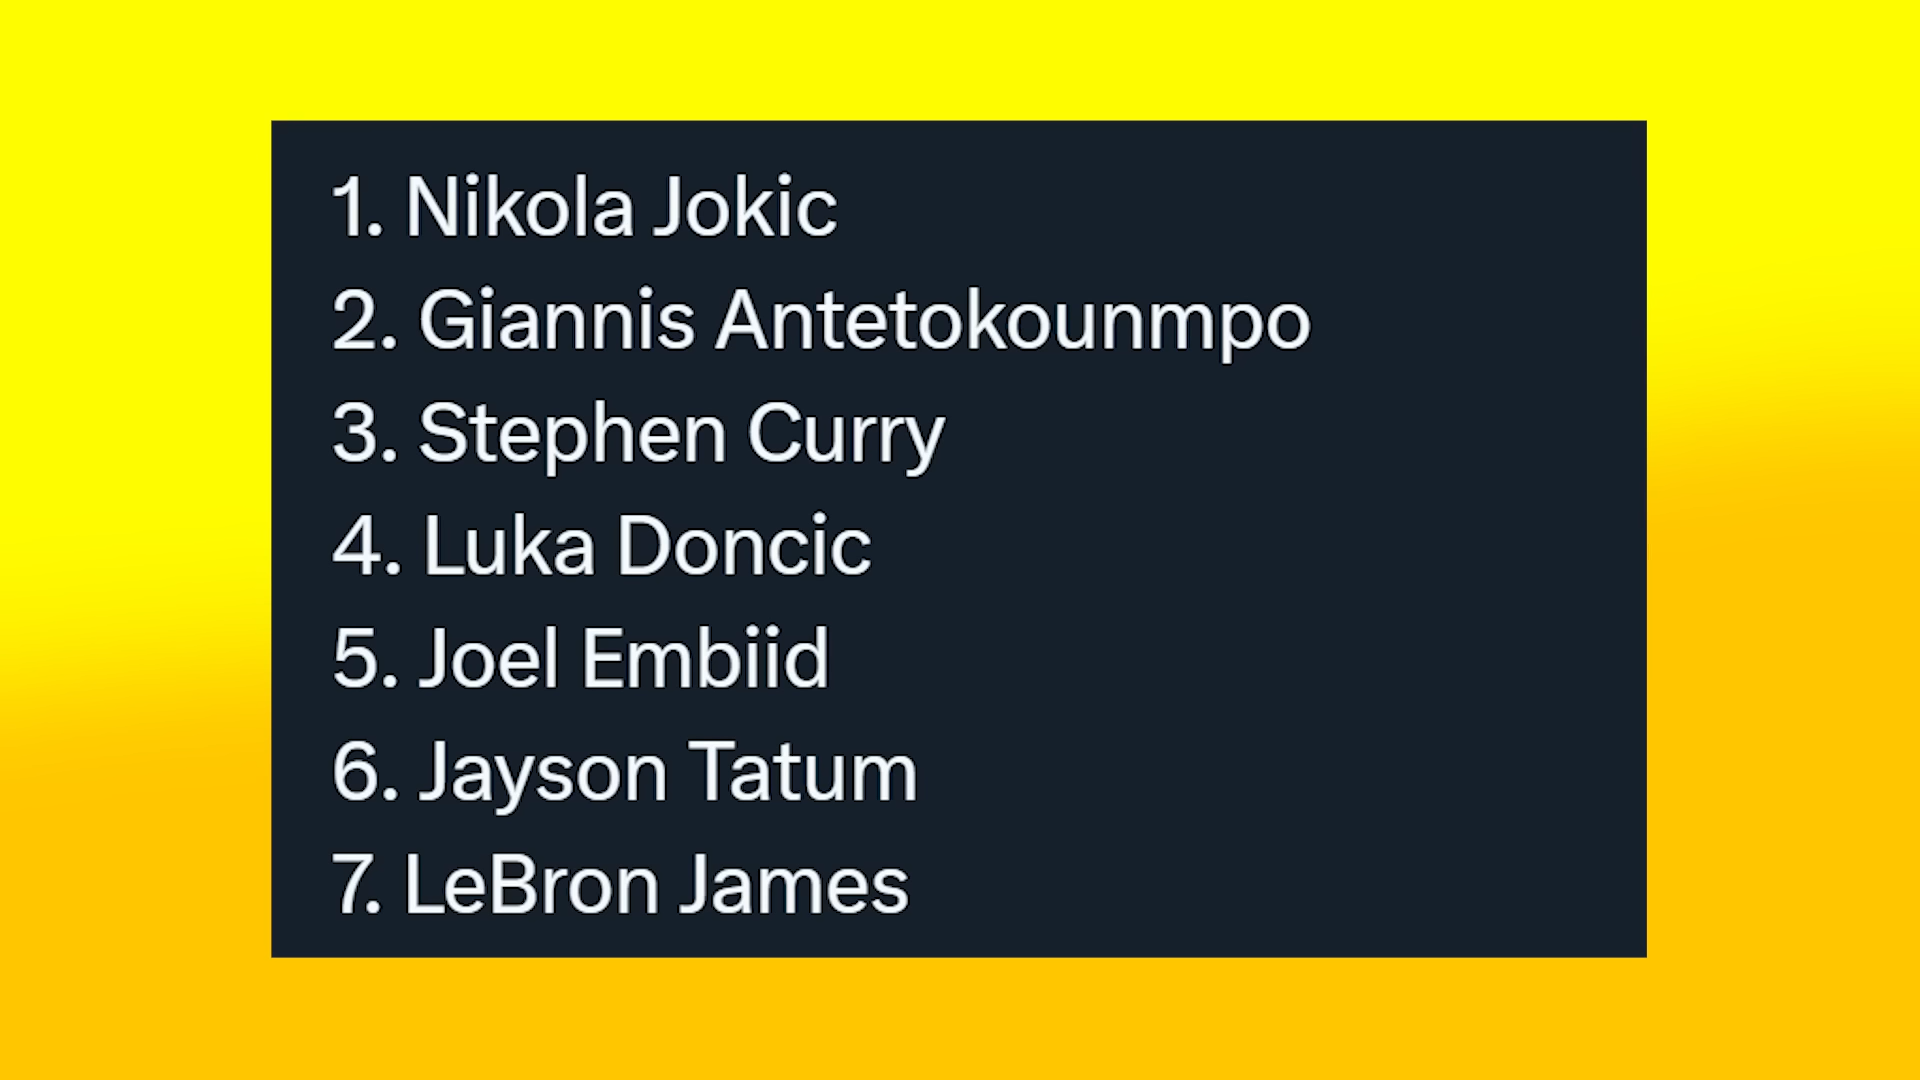 1. Nikola Jokic
2. Giannis Antetokounmpo
3. Stephen Curry
4. Luka Doncic
5. Joel Embiid
6. Jayson Tatum
7. LeBron James